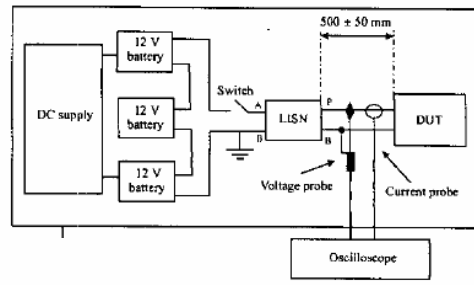 500 ± 50 mm
12 V
battery
Switch
A
P
DC supply
12 V
battery
LISN
DUT
B
B
12 V
battery
Voltage probe
Current probe
Oscilloscope